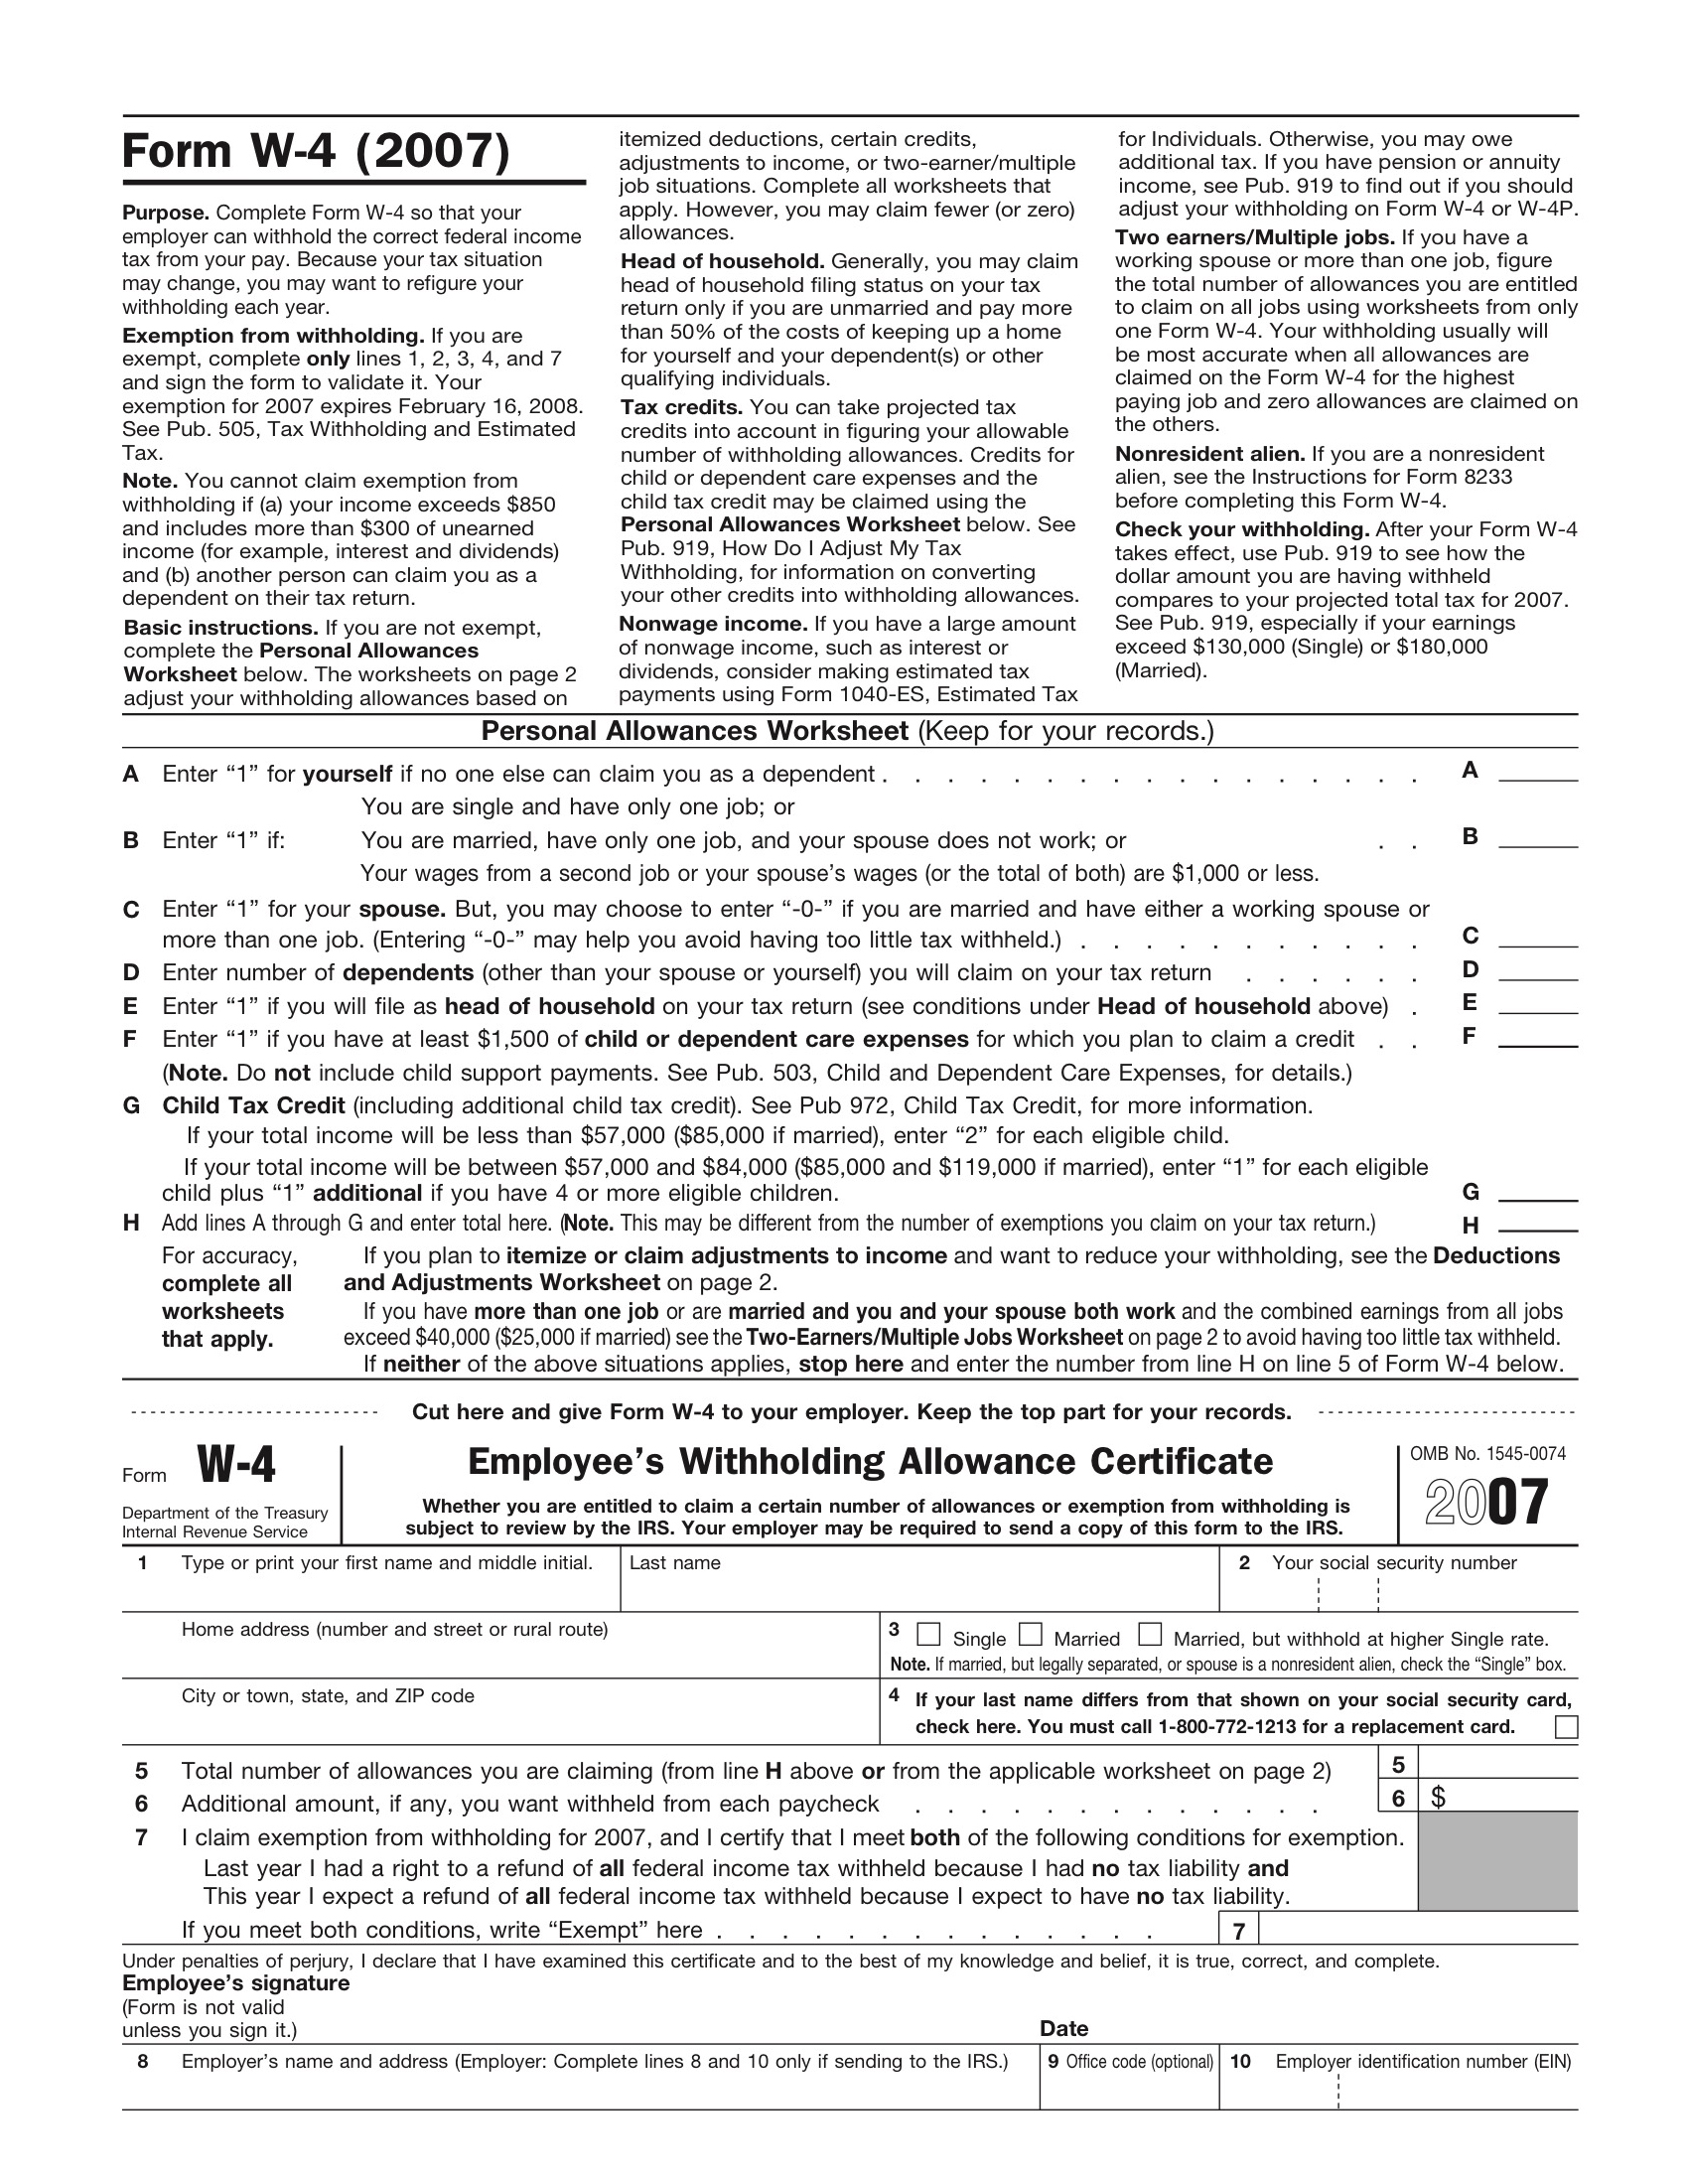 Form W-4 (2007)
Purpose. Complete Form W-4 so that your
employer can withhold the correct federal income
tax from your pay. Because your tax situation
may change, you may want to refigure your
withholding each year.
Exemption from withholding. If you are
exempt, complete only lines 1, 2, 3, 4, and 7
and sign the form to validate it. Your
exemption for 2007 expires February 16, 2008.
See Pub. 505, Tax Withholding and Estimated
Tax.
Note. You cannot claim exemption from
withholding if (a) your income exceeds $850
and includes more than $300 of unearned
income (for example, interest and dividends)
and (b) another person can claim you as a
dependent on their tax return.
Basic instructions. If you are not exempt,
complete the Personal Allowances
Worksheet below. The worksheets on page 2
adjust your withholding allowances based on
itemized deductions, certain credits,
adjustments to income, or two-earner/multiple
job situations. Complete all worksheets that
apply. However, you may claim fewer (or zero)
allowances.
Head of household. Generally, you may claim
head of household filing status on your tax
return only if you are unmarried and pay more
than 50% of the costs of keeping up a home
for yourself and your dependent(s) or other
qualifying individuals.
Tax credits. You can take projected tax
credits into account in figuring your allowable
number of withholding allowances. Credits for
child or dependent care expenses and the
child tax credit may be claimed using the
Personal Allowances Worksheet below. See
Pub. 919, How Do I Adjust My Tax
Withholding, for information on converting
your other credits into withholding allowances.
Nonwage income. If you have a large amount
of nonwage income, such as interest or
dividends, consider making estimated tax
payments using Form 1040-ES, Estimated Tax
for Individuals. Otherwise, you may owe
additional tax. If you have pension or annuity
income, see Pub. 919 to find out if you should
adjust your withholding on Form W-4 or W-4P.
Two earners/Multiple jobs. If you have a
working spouse or more than one job, figure
the total number of allowances you are entitled
to claim on all jobs using worksheets from only
one Form W-4. Your withholding usually will
be most accurate when all allowances are
claimed on the Form W-4 for the highest
paying job and zero allowances are claimed on
the others.
Nonresident alien. If you are a nonresident
alien, see the Instructions for Form 8233
before completing this Form W-4.
Check your withholding. After your Form W-4
takes effect, use Pub. 919 to see how the
dollar amount you are having withheld
compares to your projected total tax for 2007.
See Pub. 919, especially if your earnings
exceed $130,000 (Single) or $180,000
(Married).
Personal Allowances Worksheet (Keep for your records.)
A Enter “1” for yourself if no one else can claim you as a dependent . . . . . . . . . . . . . . . . . A
You are single and have only one job; or
B Enter “1” if: You are married, have only one job, and your spouse does not work; or . . B
Your wages from a second job or your spouse’s wages (or the total of both) are $1,000 or less.
C Enter “1” for your spouse. But, you may choose to enter “-0-” if you are married and have either a working spouse or
more than one job. (Entering “-0-” may help you avoid having too little tax withheld.) . . . . . . . . . . . C
D Enter number of dependents (other than your spouse or yourself) you will claim on your tax return . . . . . . D
E Enter “1” if you will file as head of household on your tax return (see conditions under Head of household above) . E
F Enter “1” if you have at least $1,500 of child or dependent care expenses for which you plan to claim a credit . . F
(Note. Do not include child support payments. See Pub. 503, Child and Dependent Care Expenses, for details.)
G Child Tax Credit (including additional child tax credit). See Pub 972, Child Tax Credit, for more information.
If your total income will be less than $57,000 ($85,000 if married), enter “2” for each eligible child.
If your total income will be between $57,000 and $84,000 ($85,000 and $119,000 if married), enter “1” for each eligible
child plus “1” additional if you have 4 or more eligible children. G
H Add lines A through G and enter total here. (Note. This may be different from the number of exemptions you claim on your tax return.) H
For accuracy,
complete all
worksheets
that apply.
If you plan to itemize or claim adjustments to income and want to reduce your withholding, see the Deductions
and Adjustments Worksheet on page 2.
If you have more than one job or are married and you and your spouse both work and the combined earnings from all jobs
exceed $40,000 ($25,000 if married) see the Two-Earners/Multiple Jobs Worksheet on page 2 to avoid having too little tax withheld.
If neither of the above situations applies, stop here and enter the number from line H on line 5 of Form W-4 below.
Cut here and give Form W-4 to your employer. Keep the top part for your records.
Form W-4
Department of the Treasury
Internal Revenue Service
Employee’s Withholding Allowance Certificate
Whether you are entitled to claim a certain number of allowances or exemption from withholding is
subject to review by the IRS. Your employer may be required to send a copy of this form to the IRS.
OMB No. 1545-0074
2007
1 Type or print your first name and middle initial. Last name 2 Your social security number
Home address (number and street or rural route)
3 Single Married Married, but withhold at higher Single rate.
Note. If married, but legally separated, or spouse is a nonresident alien, check the “Single” box.
City or town, state, and ZIP code
4 If your last name differs from that shown on your social security card,
check here. You must call 1-800-772-1213 for a replacement card.
5 Total number of allowances you are claiming (from line H above or from the applicable worksheet on page 2) 5
6 Additional amount, if any, you want withheld from each paycheck . . . . . . . . . . . . . 6 $
7 I claim exemption from withholding for 2007, and I certify that I meet both of the following conditions for exemption.
Last year I had a right to a refund of all federal income tax withheld because I had no tax liability and
This year I expect a refund of all federal income tax withheld because I expect to have no tax liability.
If you meet both conditions, write “Exempt” here . . . . . . . . . . . . . . 7
Under penalties of perjury, I declare that I have examined this certificate and to the best of my knowledge and belief, it is true, correct, and complete.
Employee’s signature
(Form is not valid
unless you sign it.) Date
8 Employer’s name and address (Employer: Complete lines 8 and 10 only if sending to the IRS.) 9 Office code (optional) 10 Employer identification number (EIN)